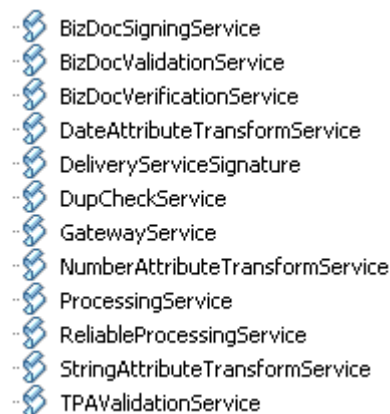 BizDocSigningService
BizDocValidationService
BizDocVerificationService
DateAttributeTransformService
DeliveryServiceSignature
DupCheckService
GatewayService
NumberAttributeTransformService
ProcessingService
ReliableProcessingService
StringAttributeTransformService
TPAValidationService